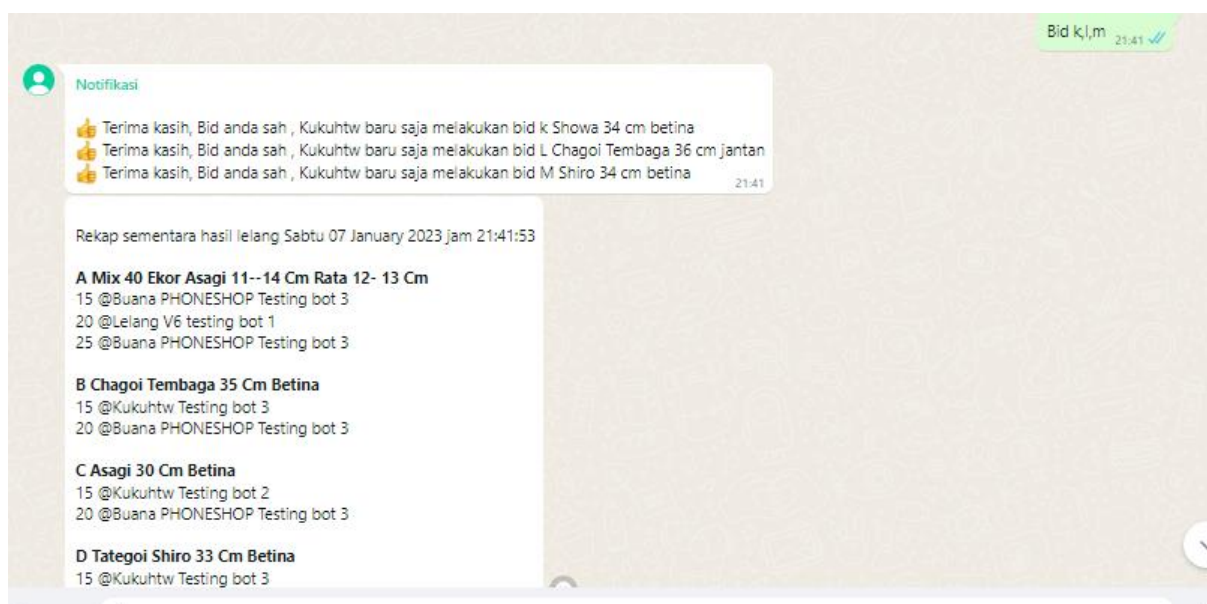 Bid k,l,m 21:41
Notifikasi
👍 Terima kasih, Bid anda sah , Kukuhtw baru saja melakukan bid k Showa 34 cm betina
👍 Terima kasih, Bid anda sah , Kukuhtw baru saja melakukan bid L Chagoi Tembaga 36 cm jantan
👍 Terima kasih, Bid anda sah , Kukuhtw baru saja melakukan bid M Shiro 34 cm betina
21:41
Rekap sementara hasil lelang Sabtu 07 January 2023 jam 21:41:53
A Mix 40 Ekor Asagi 11--14 Cm Rata 12- 13 Cm
15 @Buana PHONESHOP Testing bot 3
20 @Lelang V6 testing bot 1
25 @Buana PHONESHOP Testing bot 3
B Chagoi Tembaga 35 Cm Betina
15 @Kukuhtw Testing bot 3
20 @Buana PHONESHOP Testing bot 3
C Asagi 30 Cm Betina
15 @Kukuhtw Testing bot 2
20 @Buana PHONESHOP Testing bot 3
D Tategoi Shiro 33 Cm Betina
15 @Kukuhtw Testing bot 3